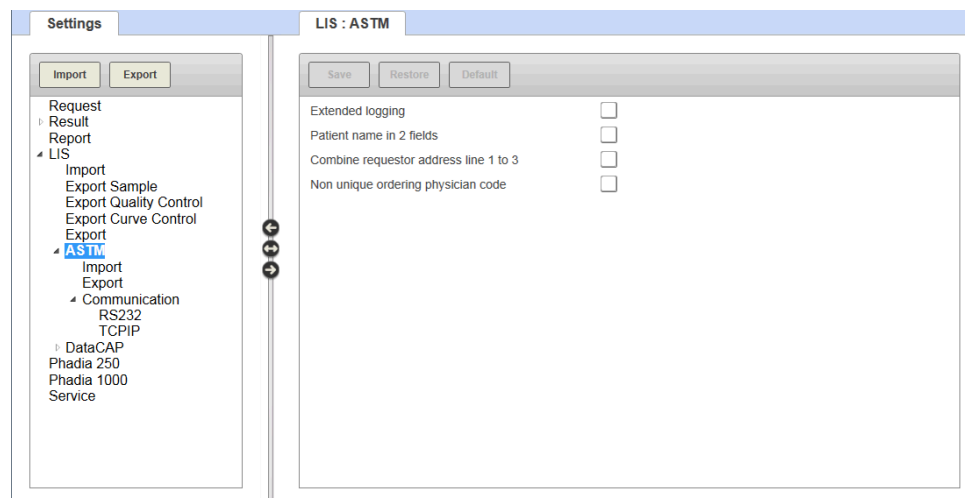 Settings
LIS : ASTM
Import Export
Save Restore Default
Request
Result
Report
LIS
Import
Export Sample
Export Quality Control
Export Curve Control
Export
ASTM
Import
Export
Communication
RS232
TCPIP
DataCAP
Phadia 250
Phadia 1000
Service
Extended logging
Patient name in 2 fields
Combine requestor address line 1 to 3
Non unique ordering physician code